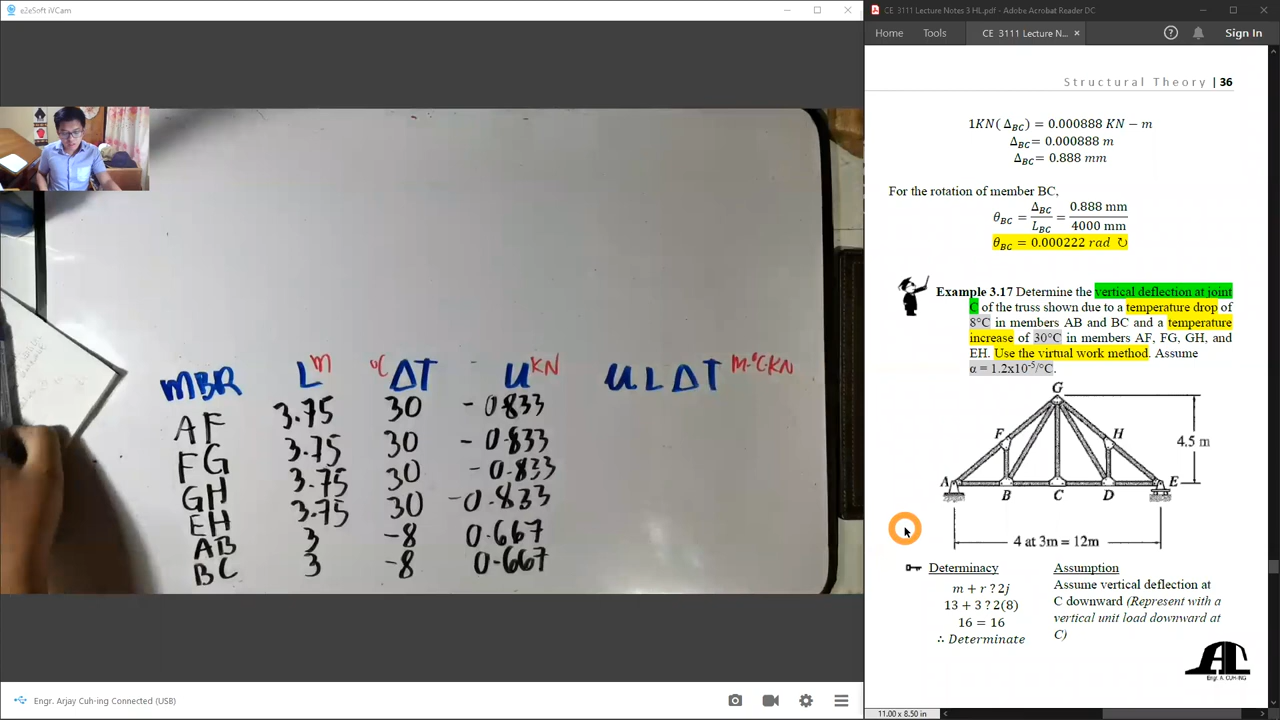 e2eSoft iVCam
MBR L m °C ΔT u KN u L ΔT m·°C·KN
AF 3.75 30 -0.833
FG 3.75 30 -0.833
GH 3.75 30 -0.833
EH 3.75 30 -0.833
AB 3 -8 0.667
BC 3 -8 0.667
Engr. Arjay Cuh-ing Connected (USB)
CE 3111 Lecture Notes 3 HL.pdf - Adobe Acrobat Reader DC
Home Tools CE 3111 Lecture N... × Sign In
Structural Theory | 36
1KN( Δ_BC) = 0.000888 KN − m
Δ_BC= 0.000888 m
Δ_BC= 0.888 mm
For the rotation of member BC,
θ_BC = Δ_BC / L_BC = 0.888 mm / 4000 mm
θ_BC = 0.000222 rad ↻
Example 3.17 Determine the vertical deflection at joint
C of the truss shown due to a temperature drop of
8°C in members AB and BC and a temperature
increase of 30°C in members AF, FG, GH, and
EH. Use the virtual work method. Assume
α = 1.2x10⁻⁵/°C.
G
F H
4.5 m
A E
B C D
4 at 3m = 12m
Determinacy
m + r ? 2j
13 + 3 ? 2(8)
16 = 16
∴ Determinate
Assumption
Assume vertical deflection at
C downward (Represent with a
vertical unit load downward at
C)
Engr. A. CUH-ING
11.00 x 8.50 in